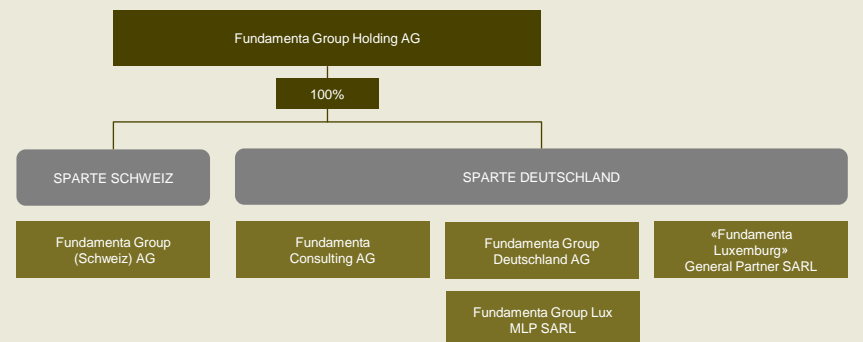 Fundamenta Group Holding AG
100%
SPARTE SCHWEIZ
SPARTE DEUTSCHLAND
Fundamenta Group
(Schweiz) AG
Fundamenta
Consulting AG
Fundamenta Group
Deutschland AG
«Fundamenta
Luxemburg»
General Partner SARL
Fundamenta Group Lux
MLP SARL